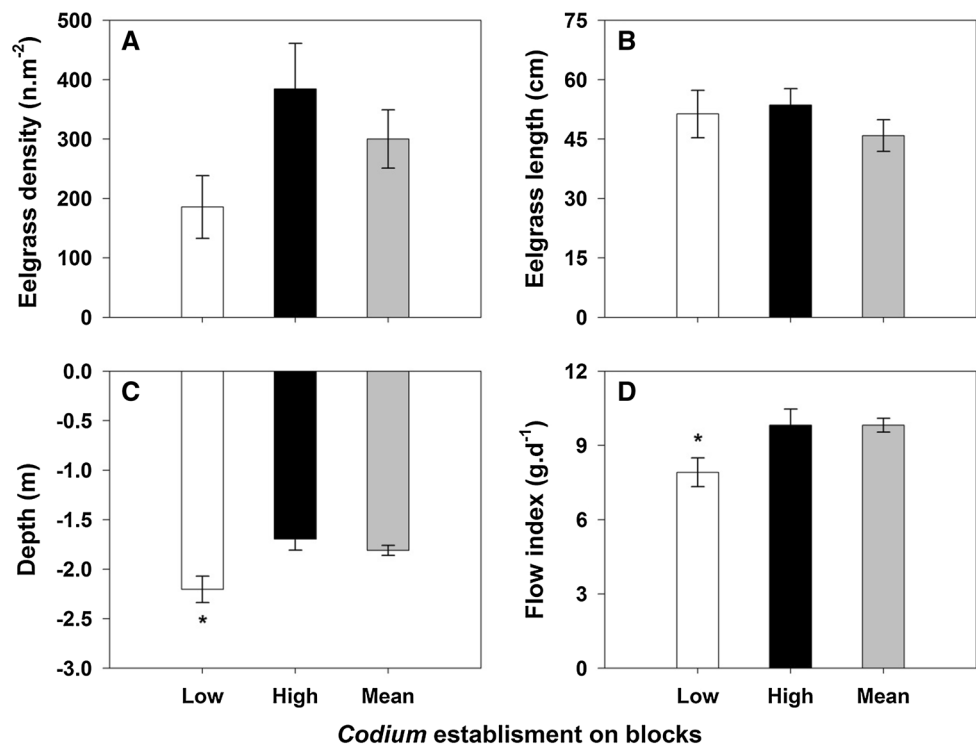 A
Eelgrass density (n.m-2)
500
400
300
200
100
0
B
Eelgrass length (cm)
75
60
45
30
15
0
C
Depth (m)
0.0
-0.5
-1.0
-1.5
-2.0
-2.5
-3.0
*
Low High Mean
D
Flow index (g.d-1)
12
9
6
3
0
*
Low High Mean
Codium establisment on blocks